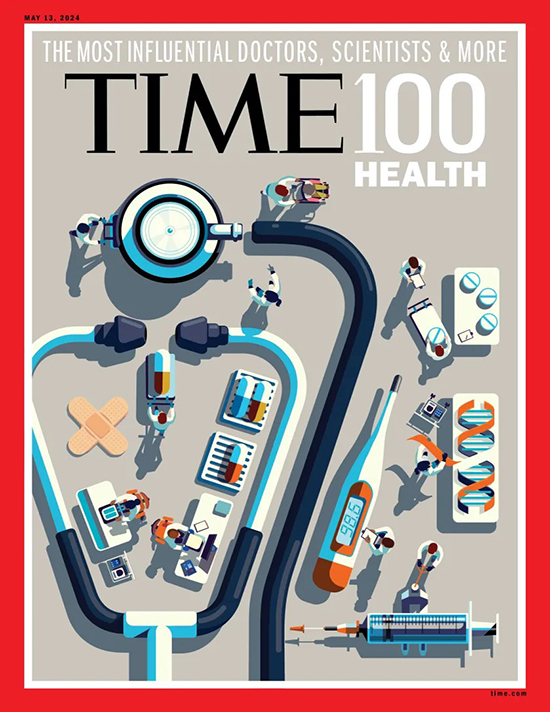 MAY 13, 2024
THE MOST INFLUENTIAL DOCTORS, SCIENTISTS & MORE
TIME 100
HEALTH
98.6
time.com